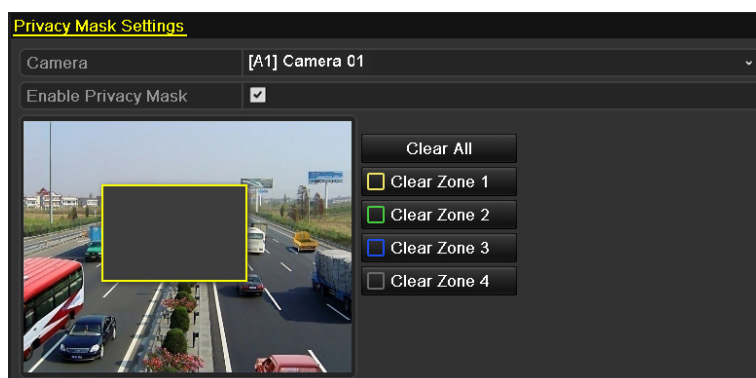 Privacy Mask Settings
Camera
[A1] Camera 01
Enable Privacy Mask
Clear All
Clear Zone 1
Clear Zone 2
Clear Zone 3
Clear Zone 4